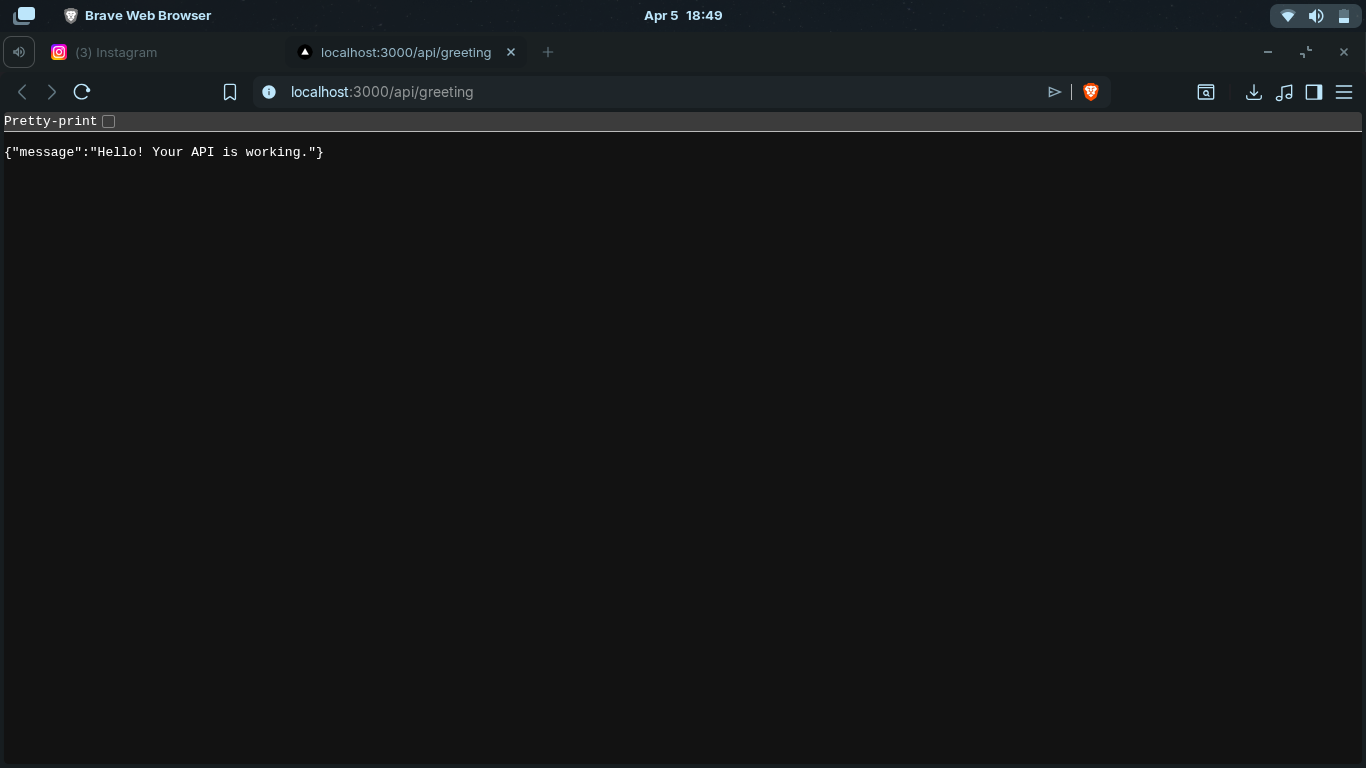 Brave Web Browser
Apr 5 18:49
(3) Instagram
localhost:3000/api/greeting
localhost:3000/api/greeting
Pretty-print
{"message":"Hello! Your API is working."}